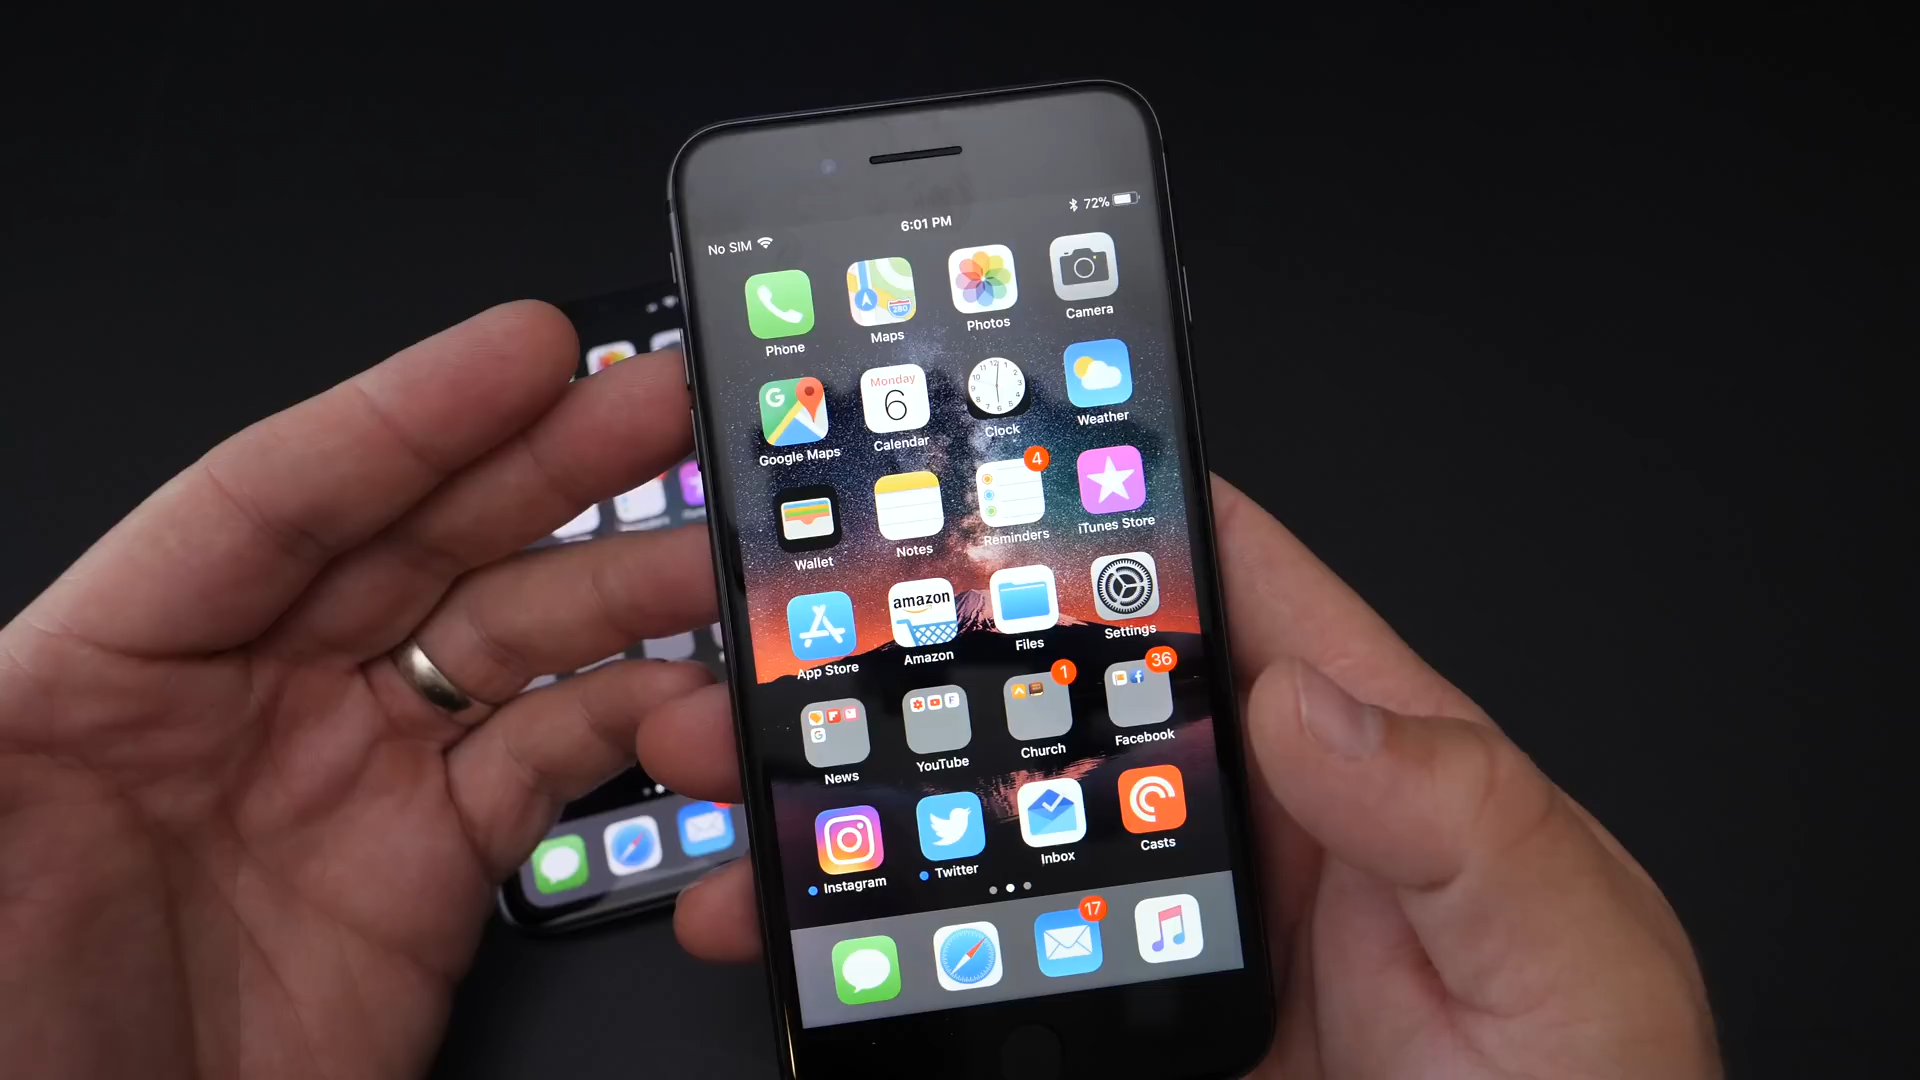 No SIM 6:01 PM 72%
Phone Maps Photos Camera
280
G
Monday
6
Google Maps Calendar Clock Weather
4
Wallet Notes Reminders iTunes Store
amazon
App Store Amazon Files Settings
1 36
News YouTube Church Facebook
Instagram Twitter Inbox Casts
17